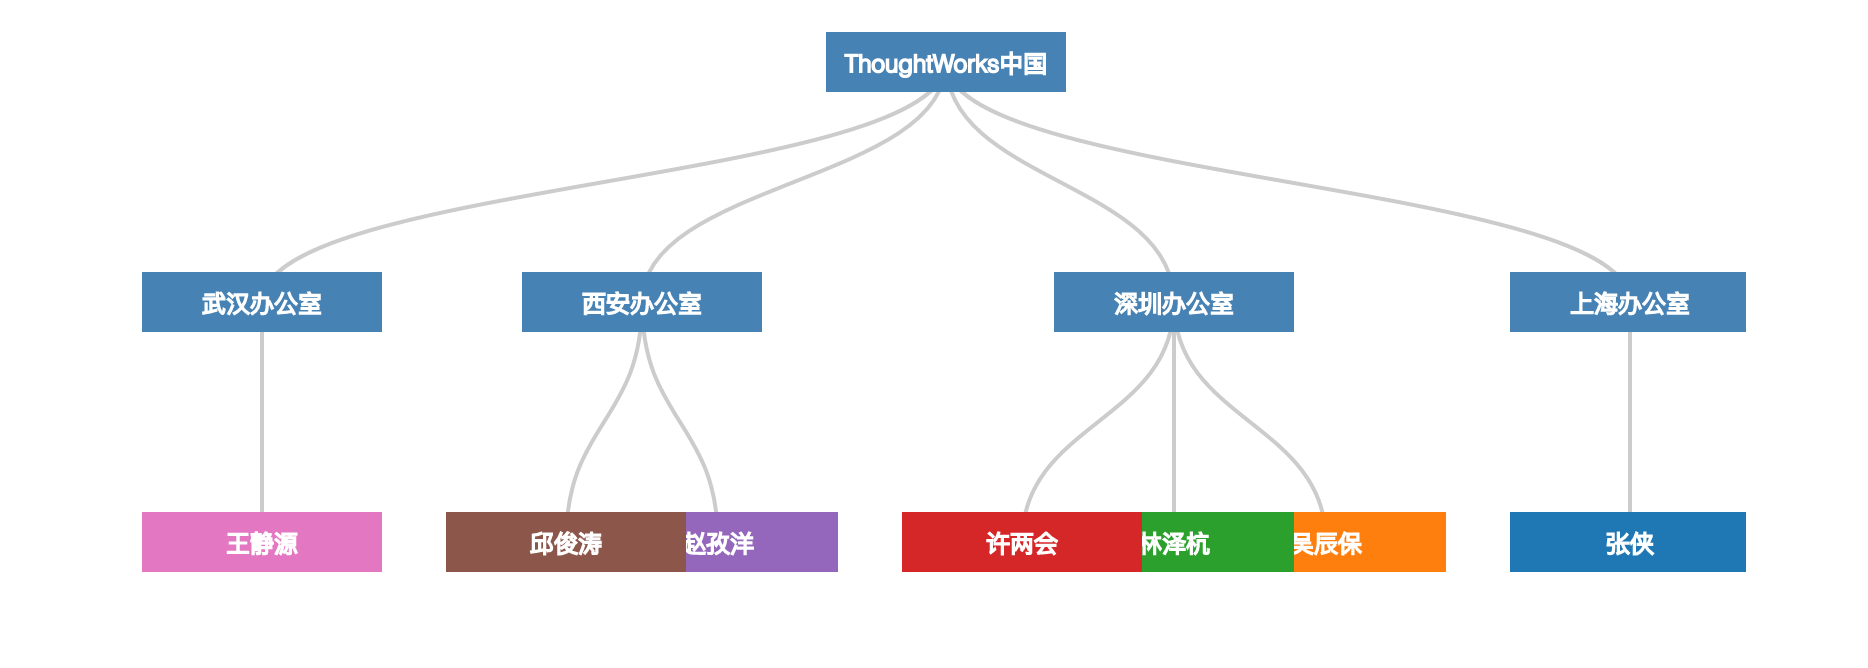 ThoughtWorks中国
武汉办公室
西安办公室
深圳办公室
上海办公室
王静源
邱俊涛
赵孜洋
许两会
林泽杭
吴辰保
张侠